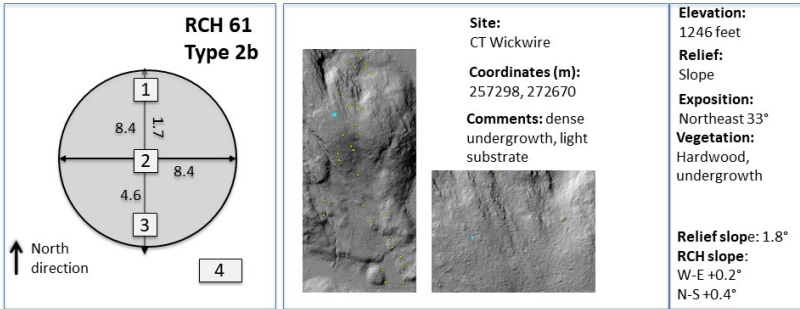 RCH 61
Type 2b
1
8.4
1.7
2
8.4
4.6
3
North
direction
4
Site:
CT Wickwire
Coordinates (m):
257298, 272670
Comments: dense
undergrowth, light
substrate
Elevation:
1246 feet
Relief:
Slope
Exposition:
Northeast 33°
Vegetation:
Hardwood,
undergrowth
Relief slope: 1.8°
RCH slope:
W-E +0.2°
N-S +0.4°